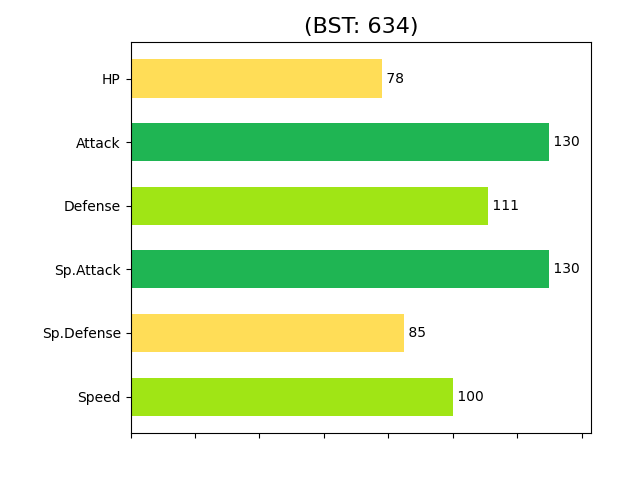 (BST: 634)
HP 78
Attack 130
Defense 111
Sp.Attack 130
Sp.Defense 85
Speed 100